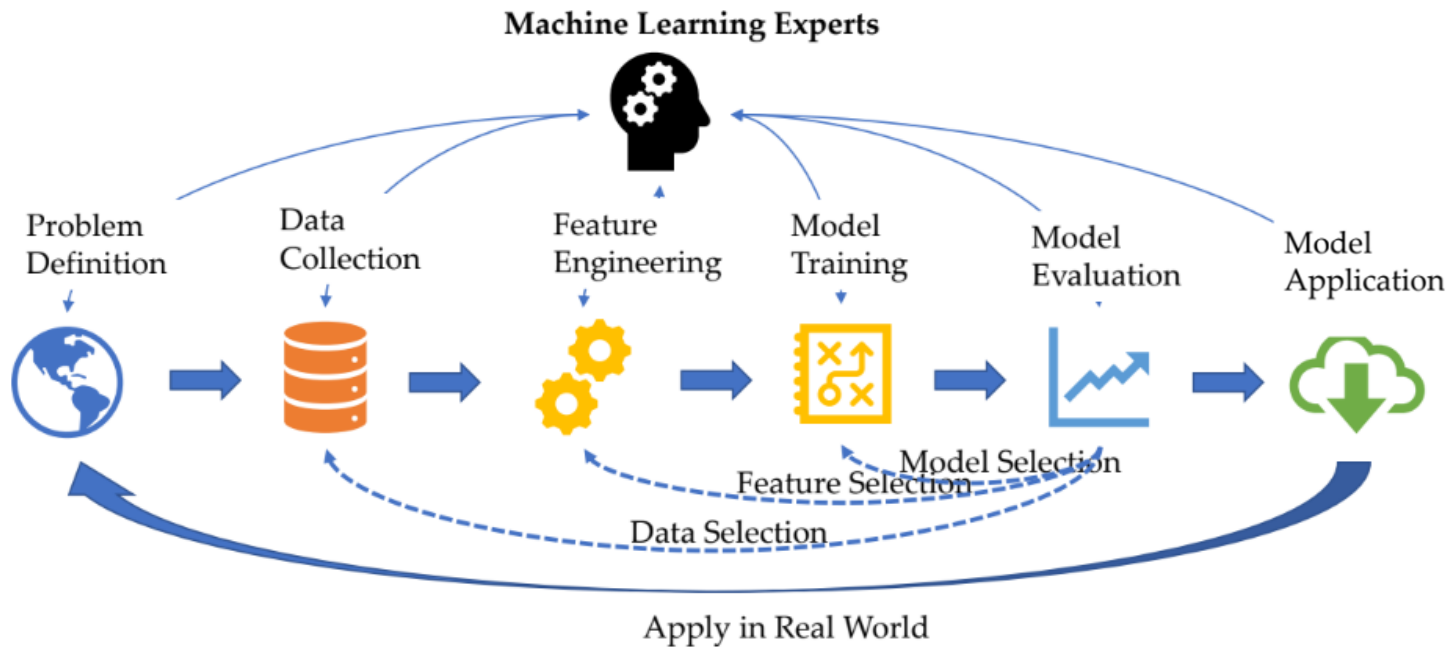 Machine Learning Experts
Problem
Definition
Data
Collection
Feature
Engineering
Model
Training
Model
Evaluation
Model
Application
Model Selection
Feature Selection
Data Selection
Apply in Real World